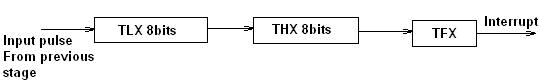 Input pulse
From previous
stage
TLX 8bits
THX 8bits
TFX
Interrupt